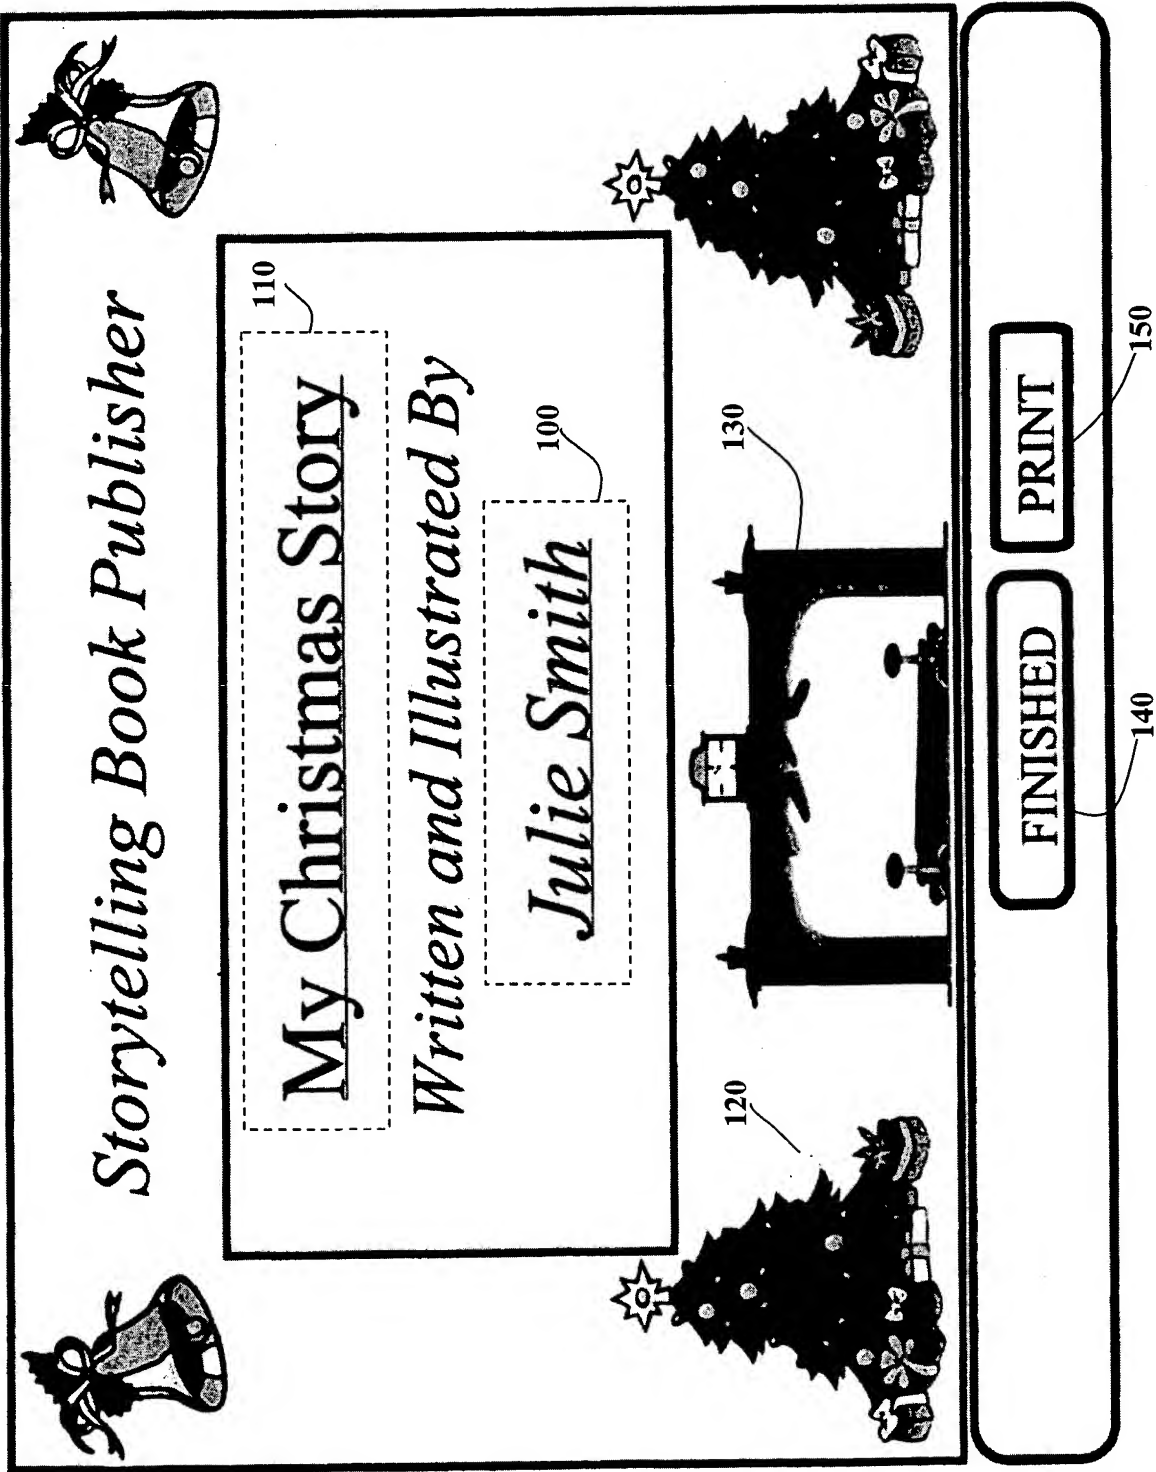 Storytelling Book Publisher
110
My Christmas Story
Written and Illustrated By
100
Julie Smith
120
130
FINISHED
PRINT
140
150